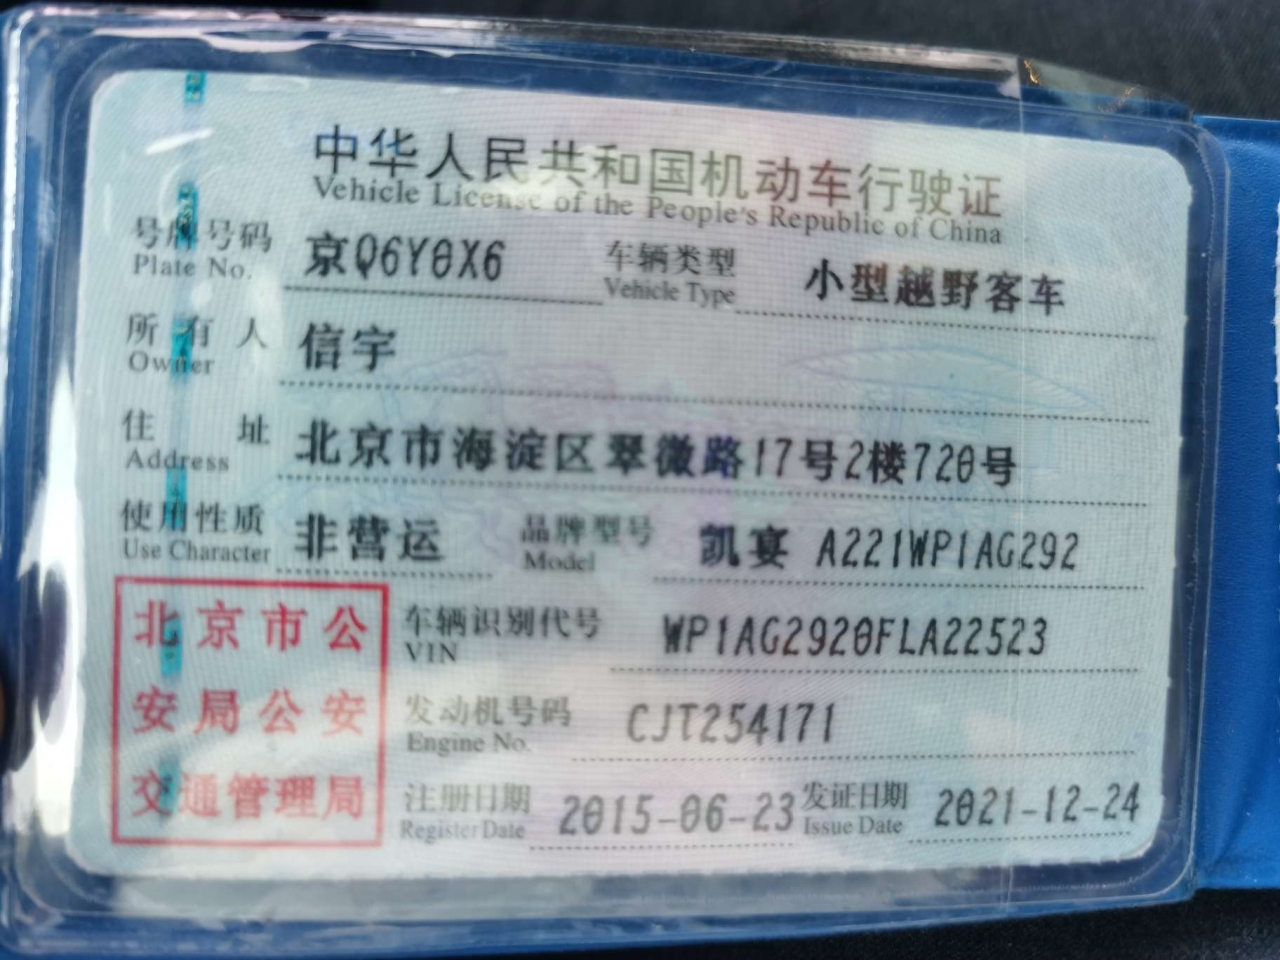 中华人民共和国机动车行驶证
Vehicle License of the People's Republic of China
号牌号码 京Q6Y0X6 车辆类型 小型越野客车
Plate No. Vehicle Type
所有人 信宇
Owner
住址 北京市海淀区翠微路17号2楼720号
Address
使用性质 非营运 品牌型号 凯宴 A221WP1AG292
Use Character Model
北京市公
安局公安
交通管理局
车辆识别代号 WP1AG2920FLA22523
VIN
发动机号码 CJT254171
Engine No.
注册日期 2015-06-23 发证日期 2021-12-24
Register Date Issue Date